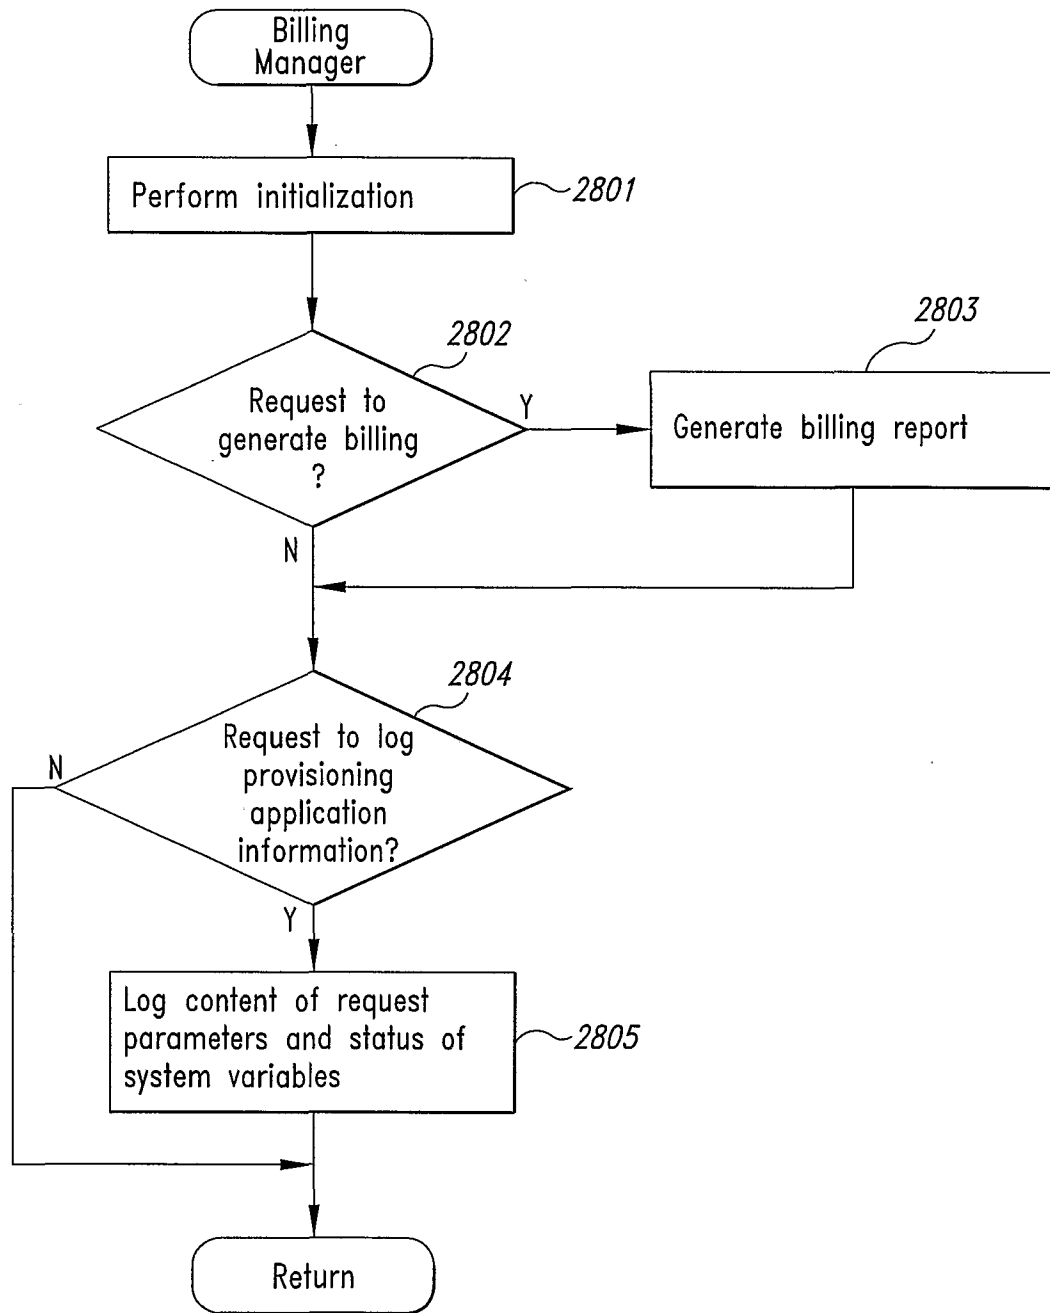 Billing
Manager
Perform initialization
2801
2802
2803
Request to
generate billing
?
Y
Generate billing report
N
2804
Request to log
provisioning
application
information?
N
Y
Log content of request
parameters and status of
system variables
2805
Return